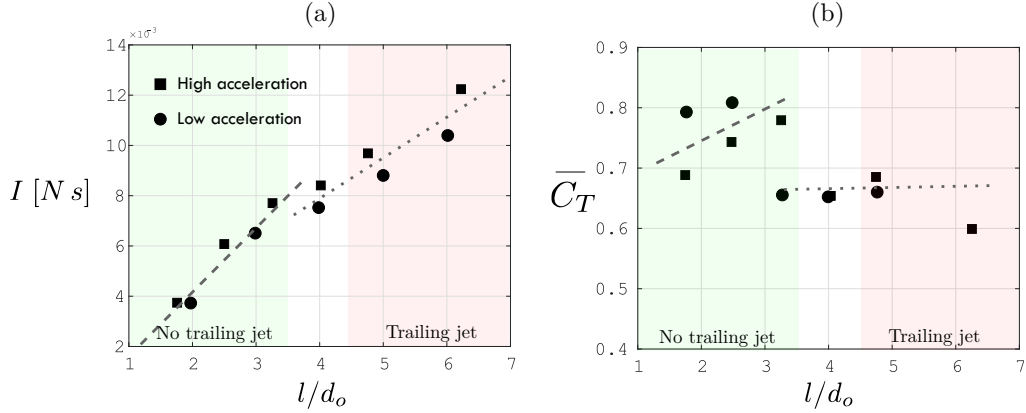 (a)
×10⁻³
14
12
10
8
6
4
2
I [N s]
High acceleration
Low acceleration
No trailing jet
Trailing jet
1 2 3 4 5 6 7
l/dₒ
(b)
0.9
0.8
0.7
0.6
0.5
0.4
C̅_T
No trailing jet
Trailing jet
1 2 3 4 5 6 7
l/dₒ